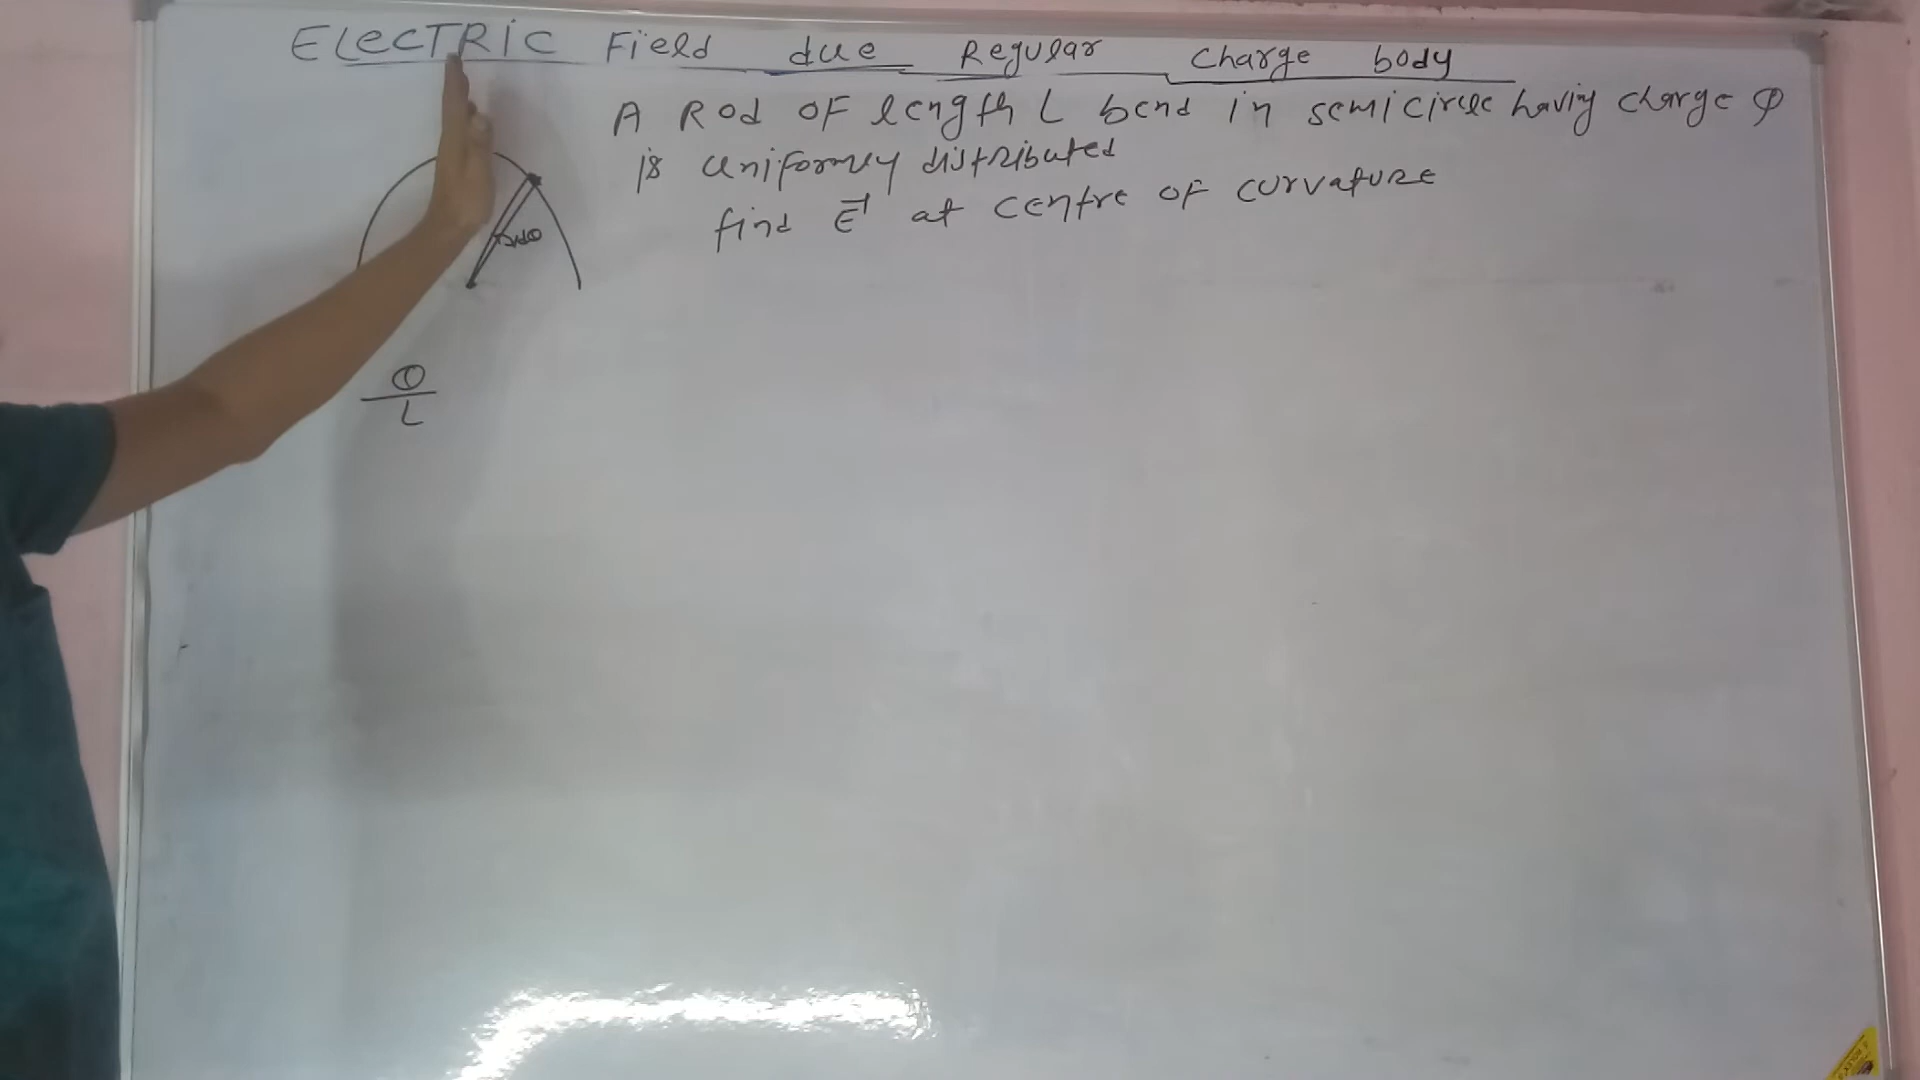 ELECTRIC Field due Regular Charge body
A Rod OF length L bend in semicircle having charge Q
is uniformly distributed
find E⃗ at centre of curvature
dθ
Q
L